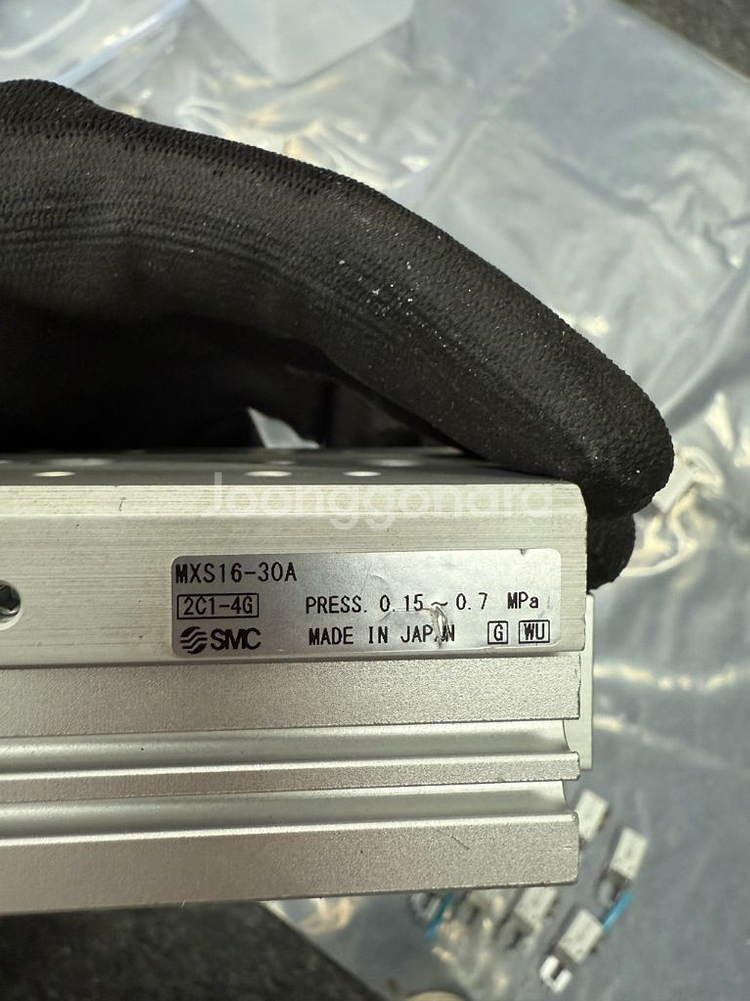 Joonggonara
MXS16-30A
2C1-4G PRESS. 0.15~0.7 MPa
SMC MADE IN JAPAN G WU